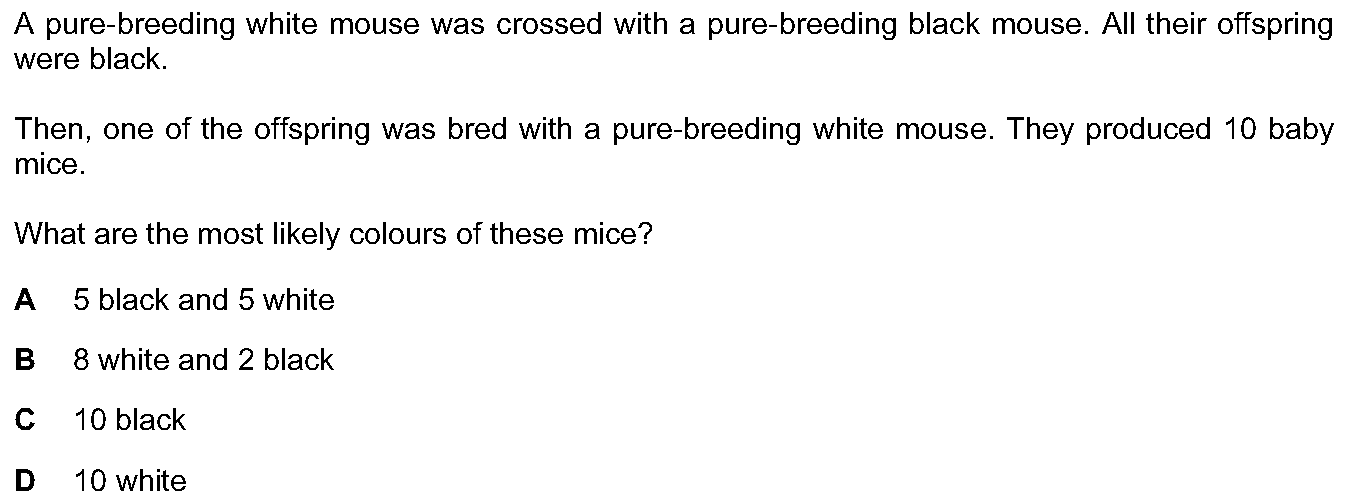 A pure-breeding white mouse was crossed with a pure-breeding black mouse. All their offspring
were black.
Then, one of the offspring was bred with a pure-breeding white mouse. They produced 10 baby
mice.
What are the most likely colours of these mice?
A 5 black and 5 white
B 8 white and 2 black
C 10 black
D 10 white